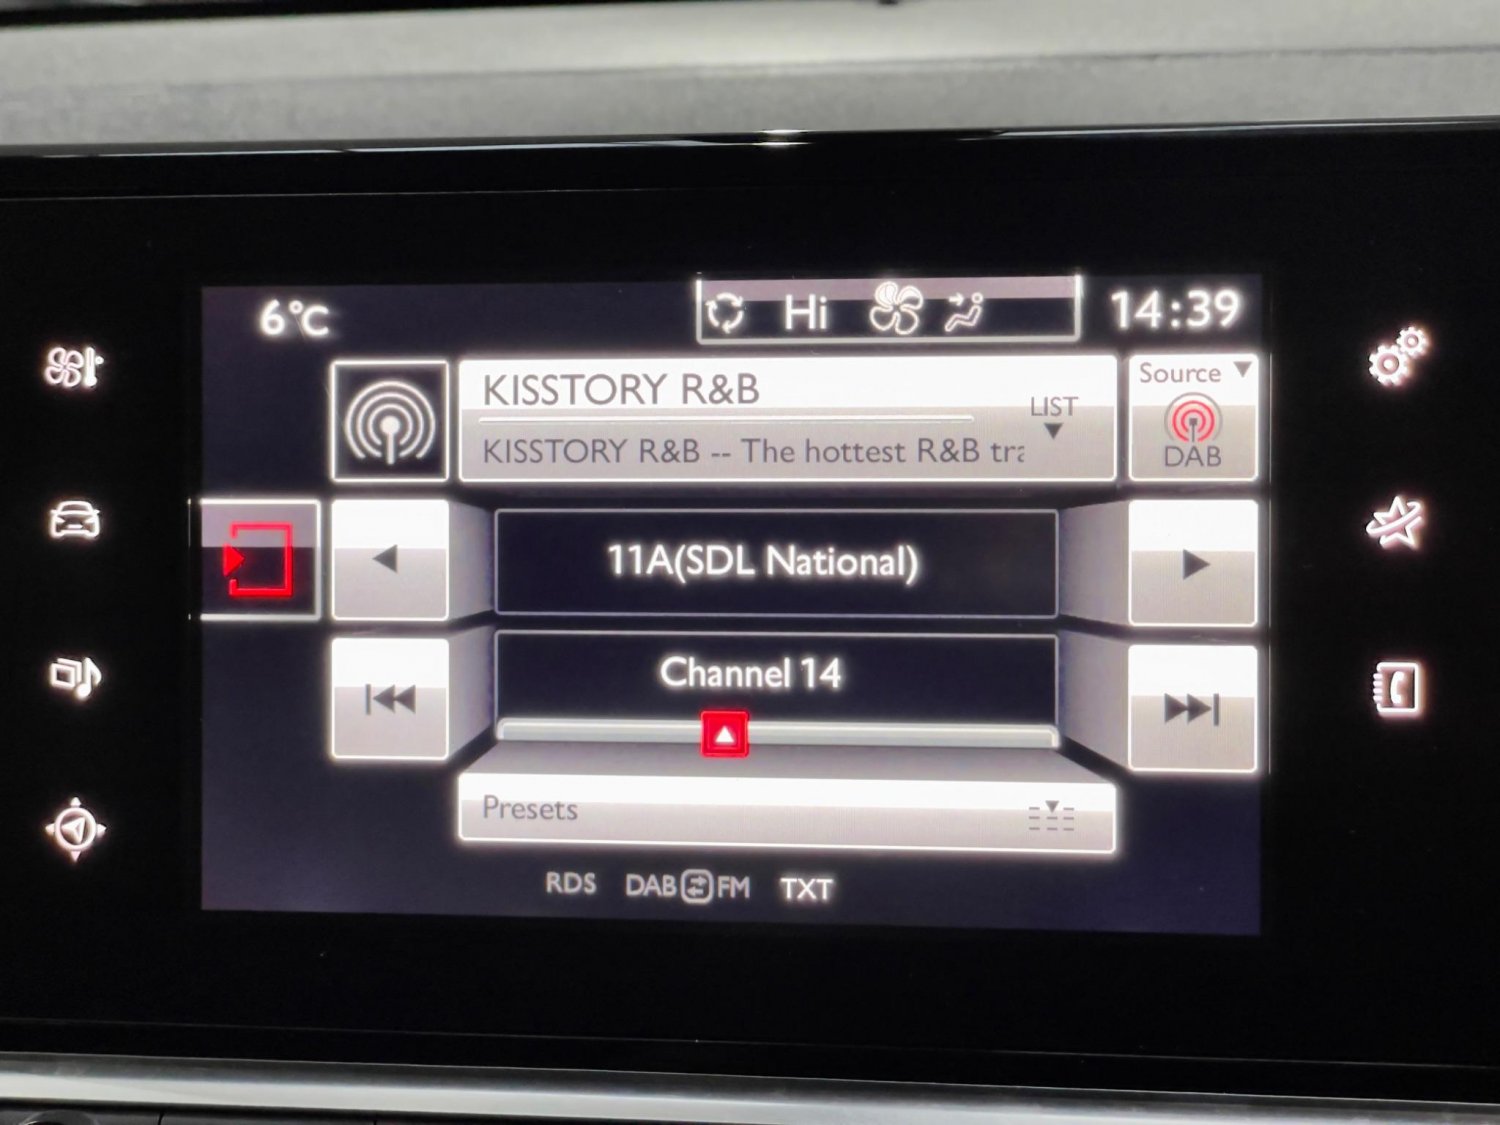 6°C
Hi
14:39
KISSTORY R&B
LIST
KISSTORY R&B -- The hottest R&B tra
Source
DAB
11A(SDL National)
Channel 14
Presets
RDS DAB FM TXT